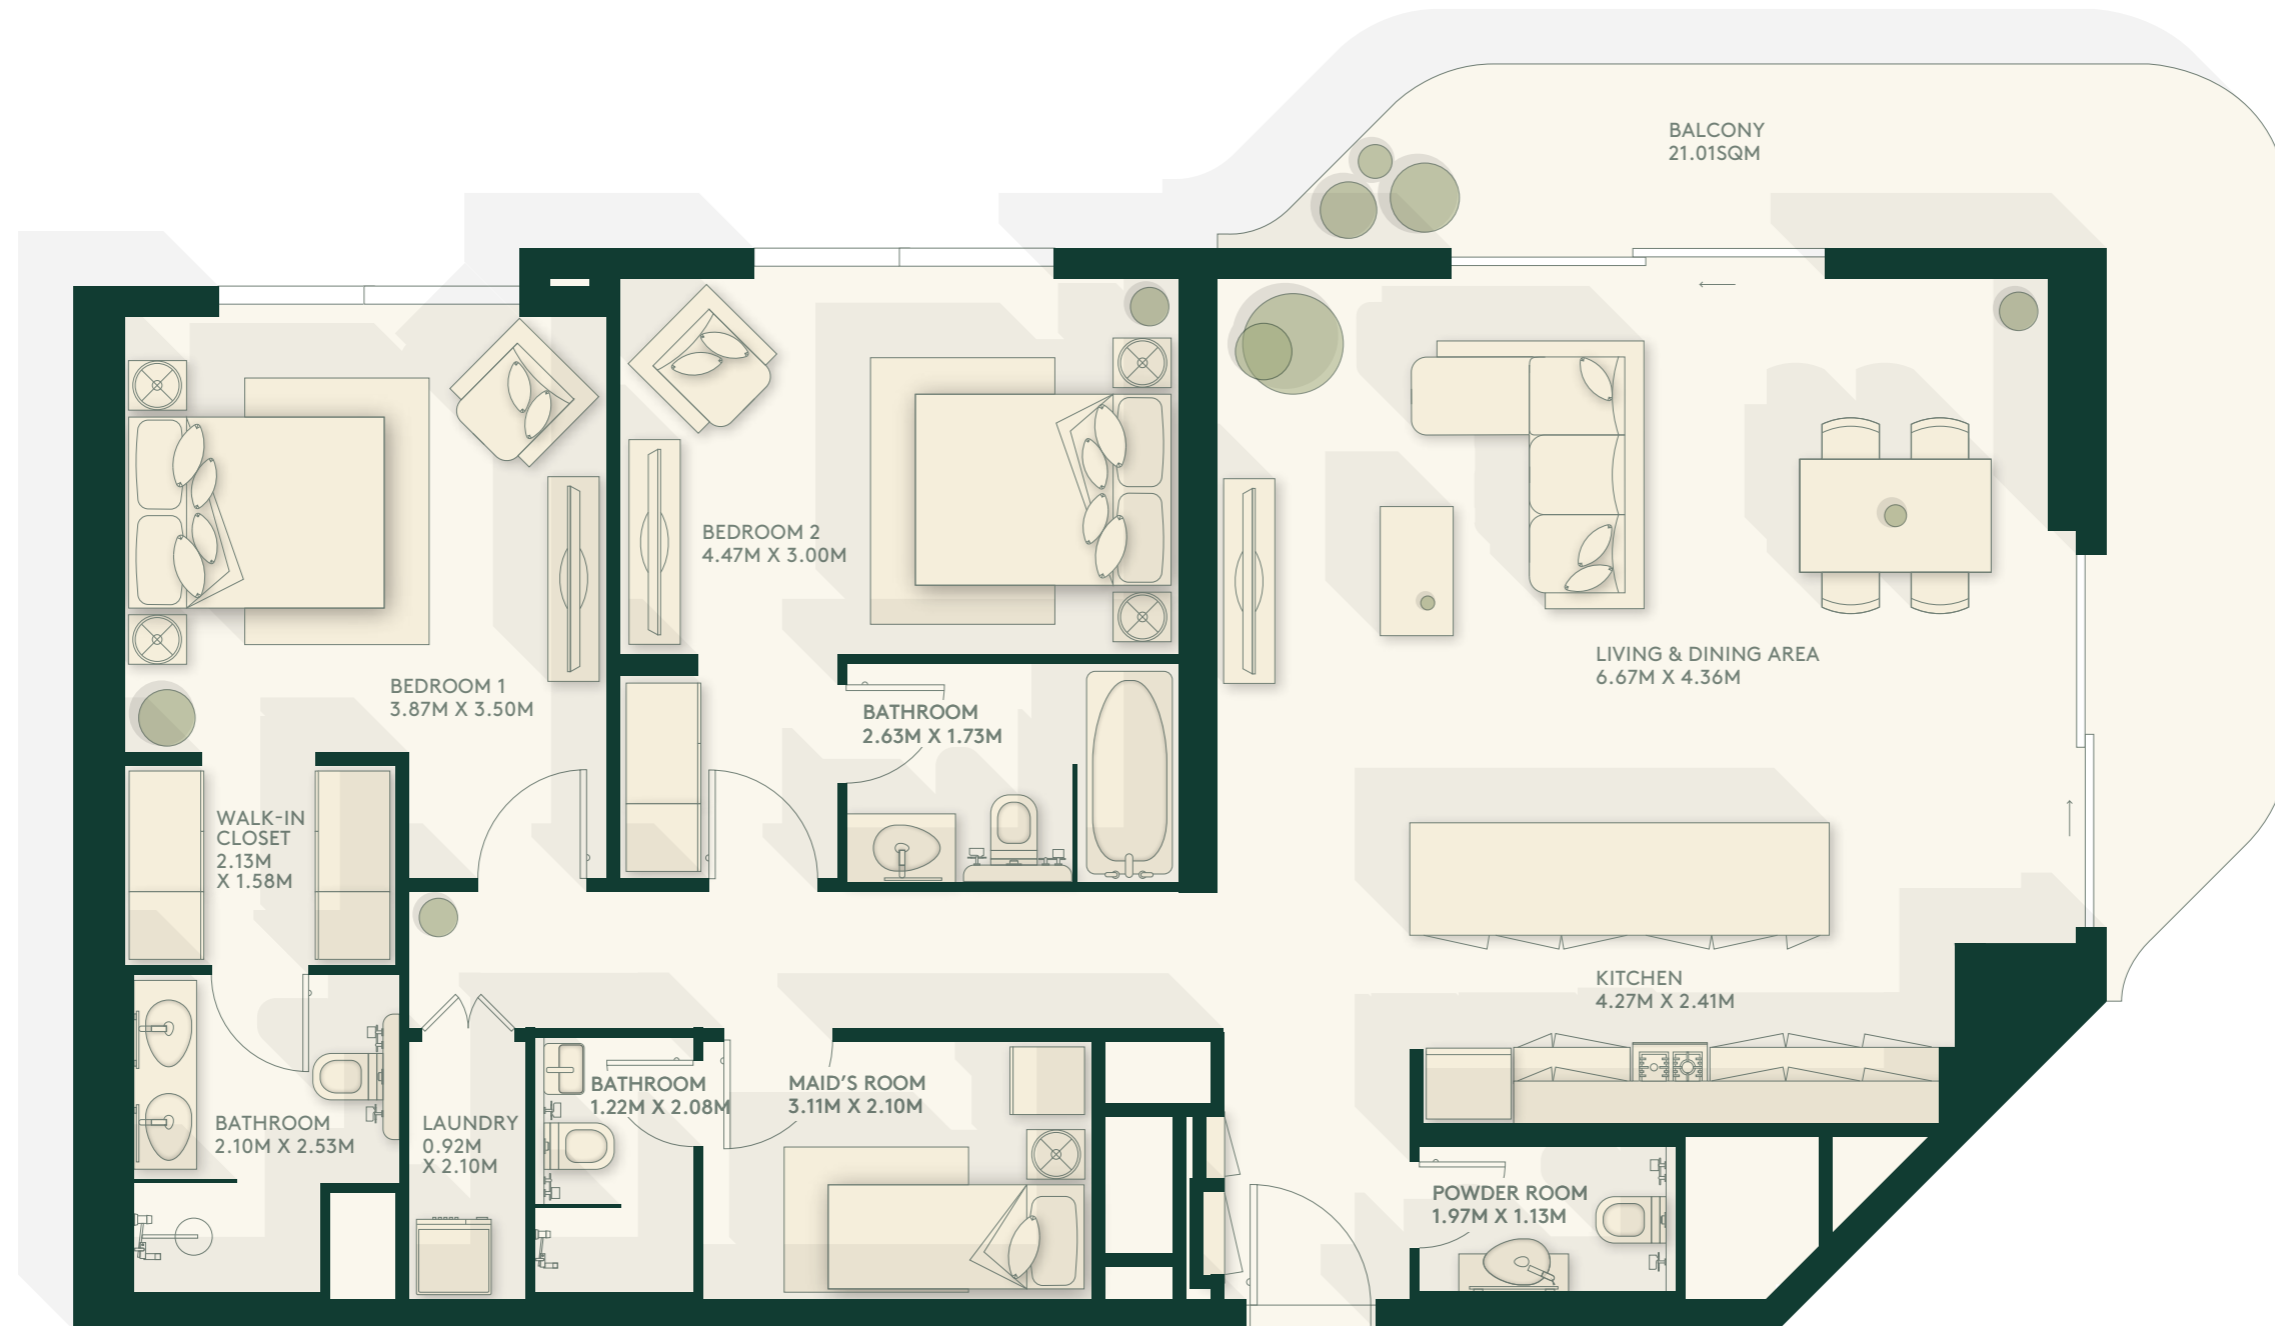 BALCONY
21.01SQM
BEDROOM 2
4.47M X 3.00M
LIVING & DINING AREA
6.67M X 4.36M
BEDROOM 1
3.87M X 3.50M
BATHROOM
2.63M X 1.73M
WALK-IN
CLOSET
2.13M
X 1.58M
KITCHEN
4.27M X 2.41M
BATHROOM
2.10M X 2.53M
LAUNDRY
0.92M
X 2.10M
BATHROOM
1.22M X 2.08M
MAID'S ROOM
3.11M X 2.10M
POWDER ROOM
1.97M X 1.13M